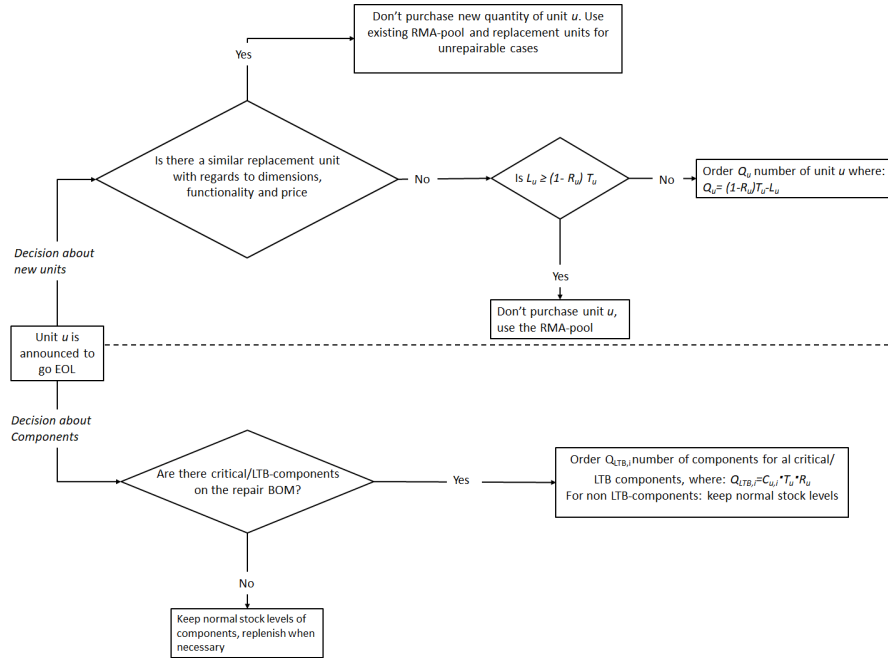 Don't purchase new quantity of unit u. Use
existing RMA-pool and replacement units for
unrepairable cases
Yes
Is there a similar replacement unit
with regards to dimensions,
functionality and price
No
Is Lu ≥ (1- Ru) Tu
No
Order Qu number of unit u where:
Qu= (1-Ru)Tu-Lu
Yes
Don't purchase unit u,
use the RMA-pool
Decision about
new units
Unit u is
announced to
go EOL
Decision about
Components
Are there critical/LTB-components
on the repair BOM?
Yes
Order QLTB,i number of components for al critical/
LTB components, where: QLTB,i=Cu,i•Tu•Ru
For non LTB-components: keep normal stock levels
No
Keep normal stock levels of
components, replenish when
necessary